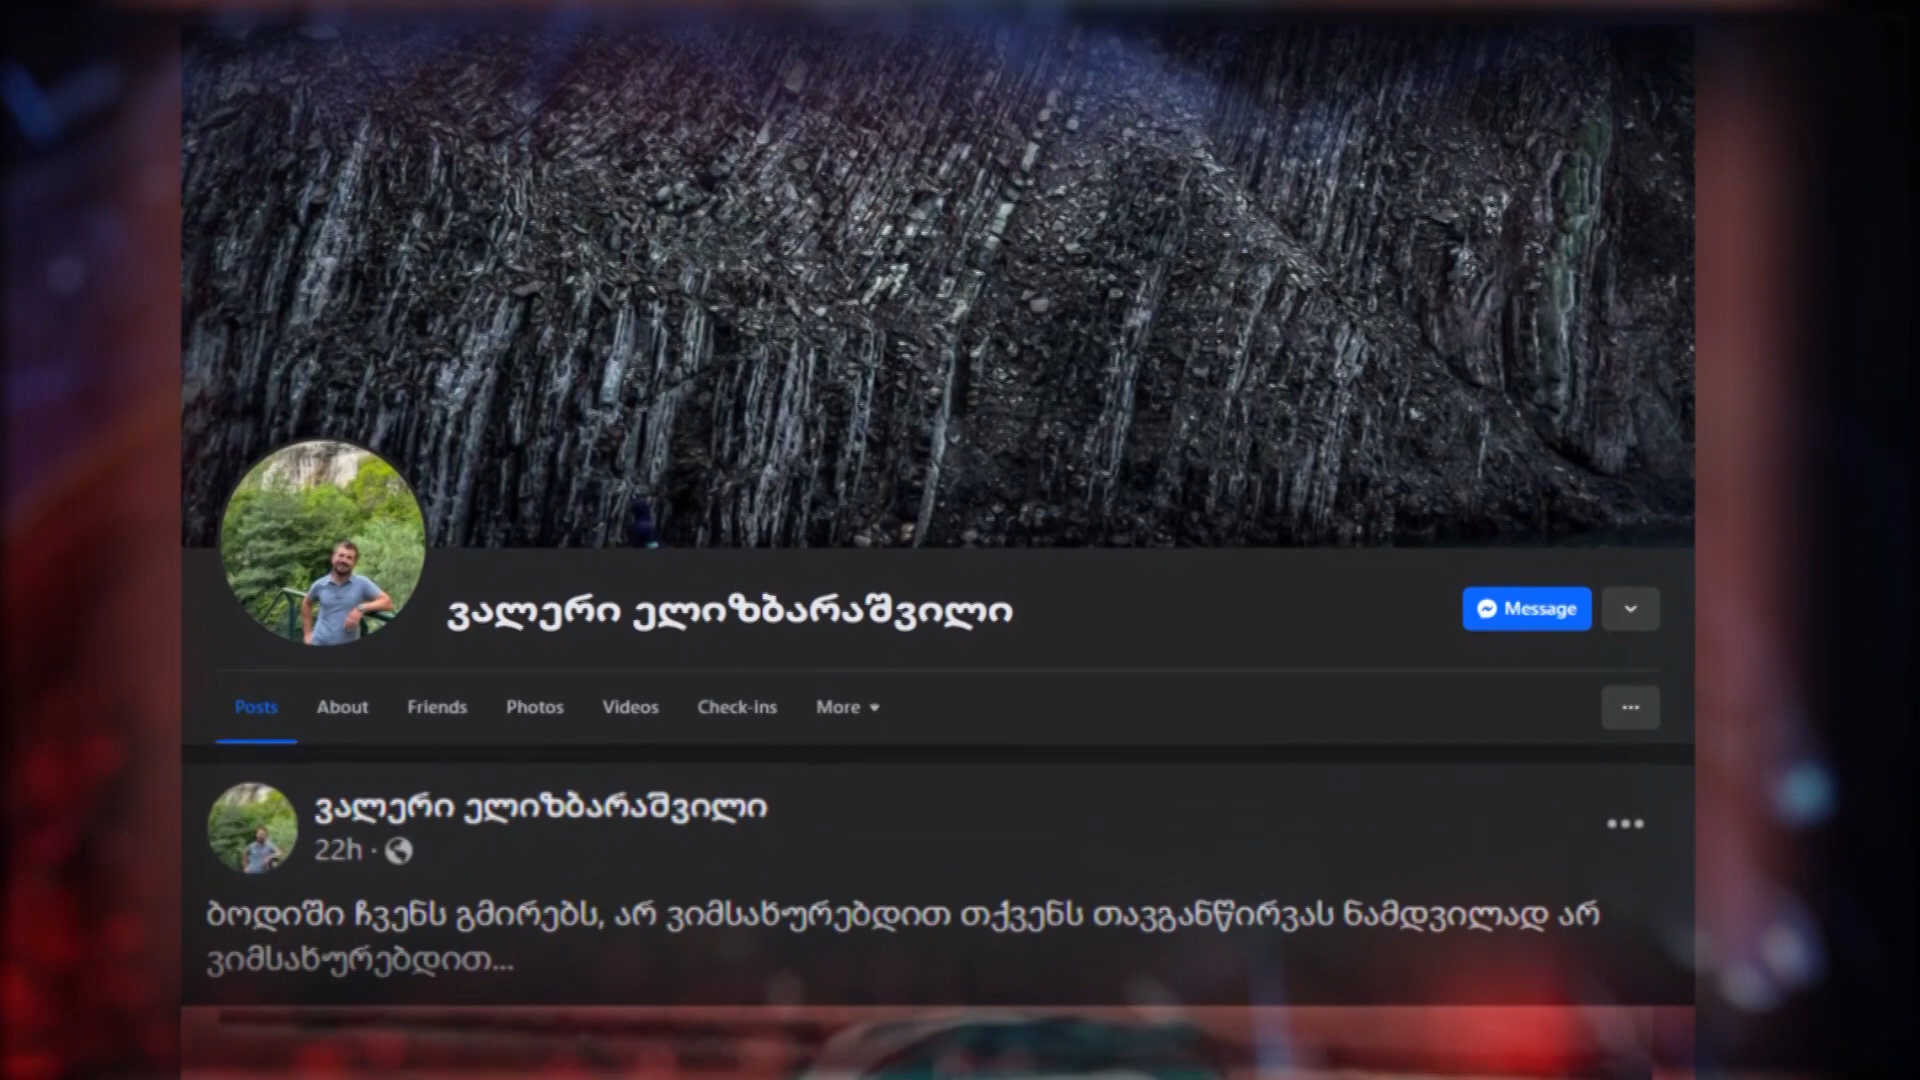 ვალერი ელიზბარაშვილი
Message
Posts About Friends Photos Videos Check-ins More
ვალერი ელიზბარაშვილი
22h ·
ბოდიში ჩვენს გმირებს, არ ვიმსახურებდით თქვენს თავგანწირვას ნამდვილად არ
ვიმსახურებდით...